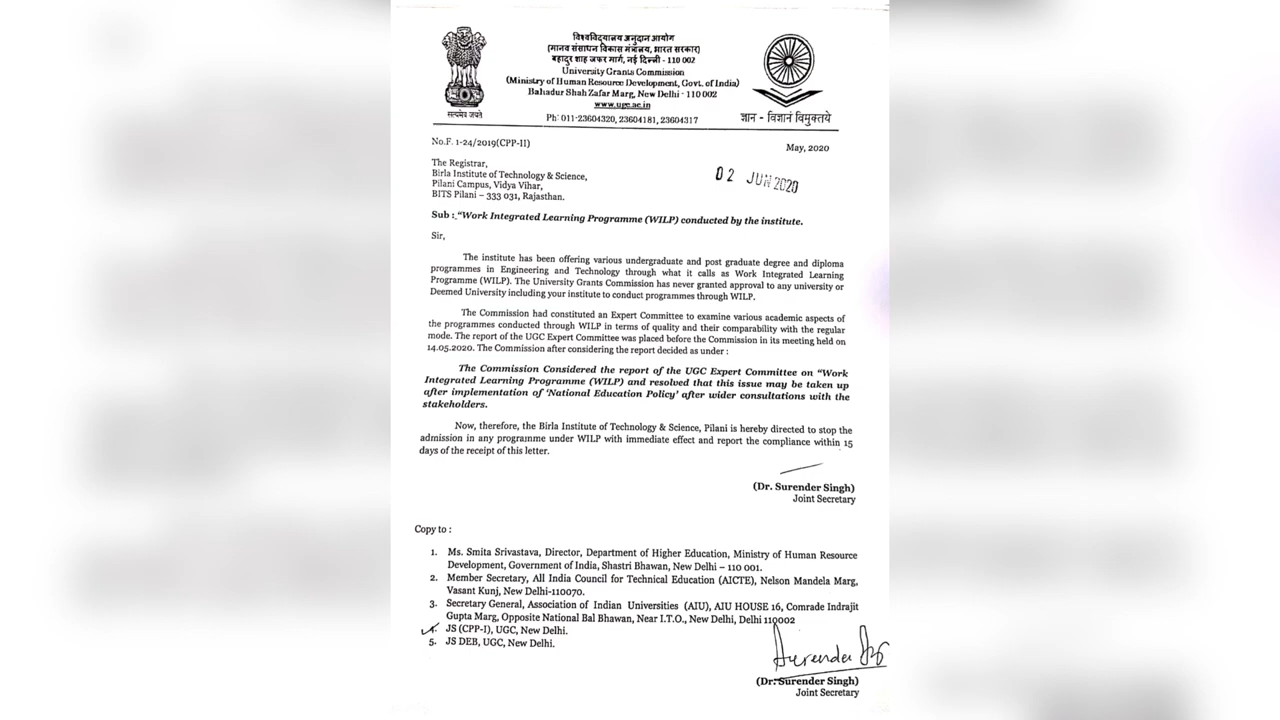 विश्वविद्यालय अनुदान आयोग
(मानव संसाधन विकास मंत्रालय, भारत सरकार)
बहादुर शाह जफर मार्ग, नई दिल्ली - 110 002
University Grants Commission
(Ministry of Human Resource Development, Govt. of India)
Bahadur Shah Zafar Marg, New Delhi - 110 002
www.ugc.ac.in
Ph: 011-23604320, 23604181, 23604317
सत्यमेव जयते
ज्ञान - विज्ञानं विमुक्तये
No.F. 1-24/2019(CPP-II)
May, 2020
02 JUN 2020
The Registrar,
Birla Institute of Technology & Science,
Pilani Campus, Vidya Vihar,
BITS Pilani – 333 031, Rajasthan.
Sub : "Work Integrated Learning Programme (WILP) conducted by the institute.
Sir,
The institute has been offering various undergraduate and post graduate degree and diploma
programmes in Engineering and Technology through what it calls as Work Integrated Learning
Programme (WILP). The University Grants Commission has never granted approval to any university or
Deemed University including your institute to conduct programmes through WILP.
The Commission had constituted an Expert Committee to examine various academic aspects of
the programmes conducted through WILP in terms of quality and their comparability with the regular
mode. The report of the UGC Expert Committee was placed before the Commission in its meeting held on
14.05.2020. The Commission after considering the report decided as under :
The Commission Considered the report of the UGC Expert Committee on "Work
Integrated Learning Programme (WILP) and resolved that this issue may be taken up
after implementation of 'National Education Policy' after wider consultations with the
stakeholders.
Now, therefore, the Birla Institute of Technology & Science, Pilani is hereby directed to stop the
admission in any programme under WILP with immediate effect and report the compliance within 15
days of the receipt of this letter.
(Dr. Surender Singh)
Joint Secretary
Copy to :
1. Ms. Smita Srivastava, Director, Department of Higher Education, Ministry of Human Resource
Development, Government of India, Shastri Bhawan, New Delhi – 110 001.
2. Member Secretary, All India Council for Technical Education (AICTE), Nelson Mandela Marg,
Vasant Kunj, New Delhi-110070.
3. Secretary General, Association of Indian Universities (AIU), AIU HOUSE 16, Comrade Indrajit
Gupta Marg, Opposite National Bal Bhawan, Near I.T.O., New Delhi, Delhi 110002
4. JS (CPP-I), UGC, New Delhi.
5. JS DEB, UGC, New Delhi.
Surender
(Dr. Surender Singh)
Joint Secretary